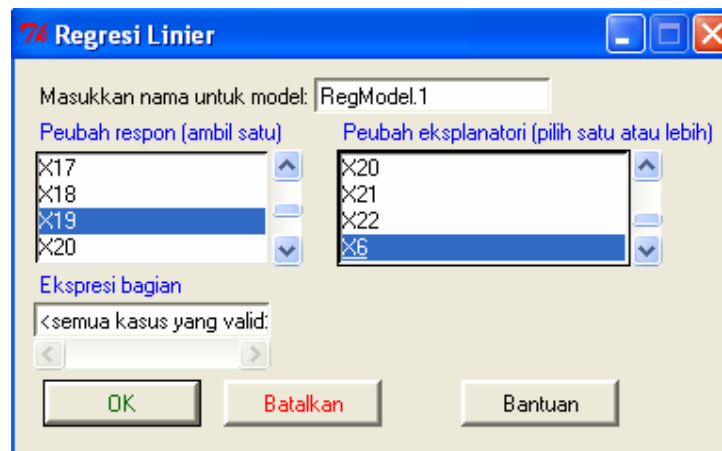 Regresi Linier
Masukkan nama untuk model: RegModel.1
Peubah respon (ambil satu)
X17
X18
X19
X20
Peubah eksplanatori (pilih satu atau lebih)
X20
X21
X22
X6
Ekspresi bagian
<semua kasus yang valid:
OK
Batalkan
Bantuan